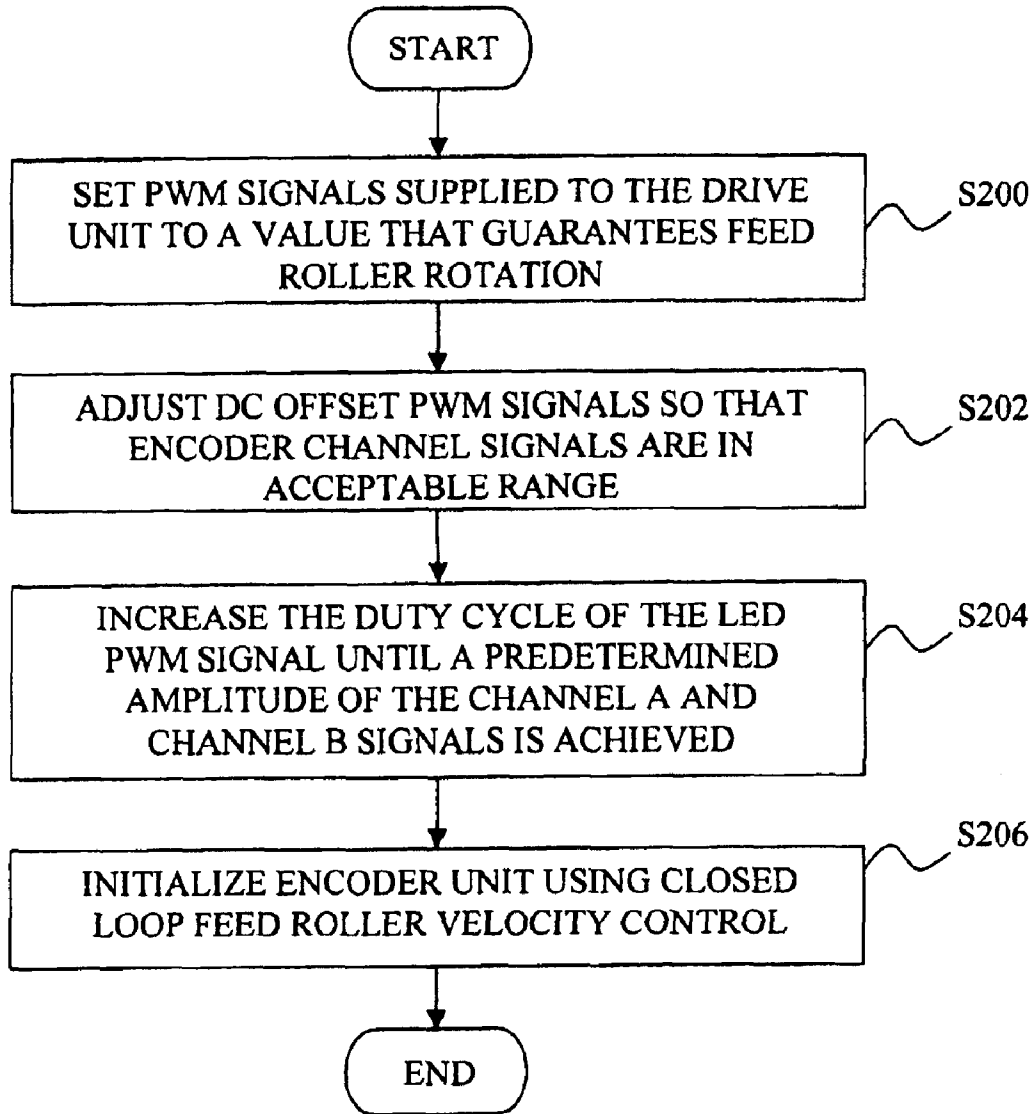 START
SET PWM SIGNALS SUPPLIED TO THE DRIVE
UNIT TO A VALUE THAT GUARANTEES FEED
ROLLER ROTATION
S200
ADJUST DC OFFSET PWM SIGNALS SO THAT
ENCODER CHANNEL SIGNALS ARE IN
ACCEPTABLE RANGE
S202
INCREASE THE DUTY CYCLE OF THE LED
PWM SIGNAL UNTIL A PREDETERMINED
AMPLITUDE OF THE CHANNEL A AND
CHANNEL B SIGNALS IS ACHIEVED
S204
INITIALIZE ENCODER UNIT USING CLOSED
LOOP FEED ROLLER VELOCITY CONTROL
S206
END